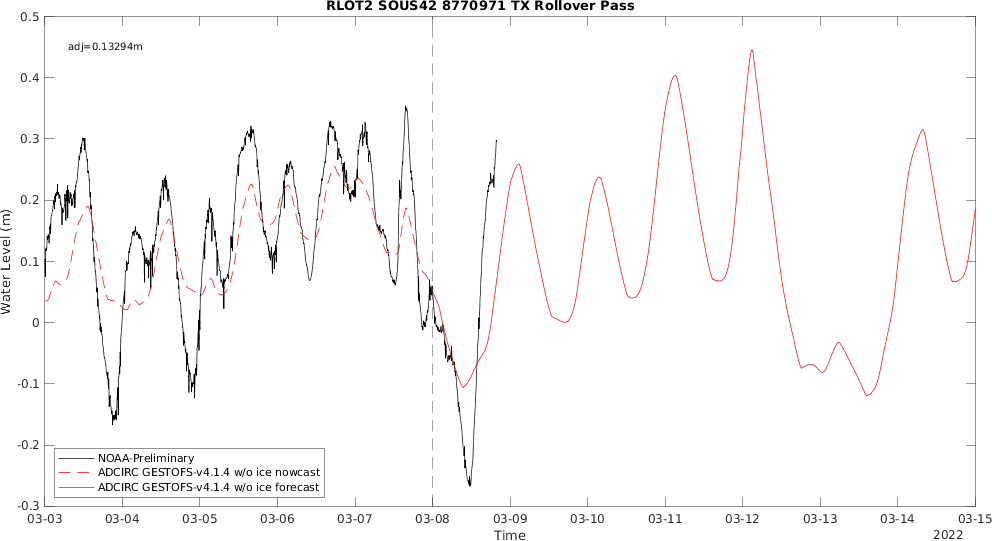 RLOT2 SOUS42 8770971 TX Rollover Pass
adj=0.13294m
0.5
0.4
0.3
0.2
0.1
0
-0.1
-0.2
-0.3
Water Level (m)
NOAA-Preliminary
ADCIRC GESTOFS-v4.1.4 w/o ice nowcast
ADCIRC GESTOFS-v4.1.4 w/o ice forecast
03-03 03-04 03-05 03-06 03-07 03-08 03-09 03-10 03-11 03-12 03-13 03-14 03-15
Time
2022